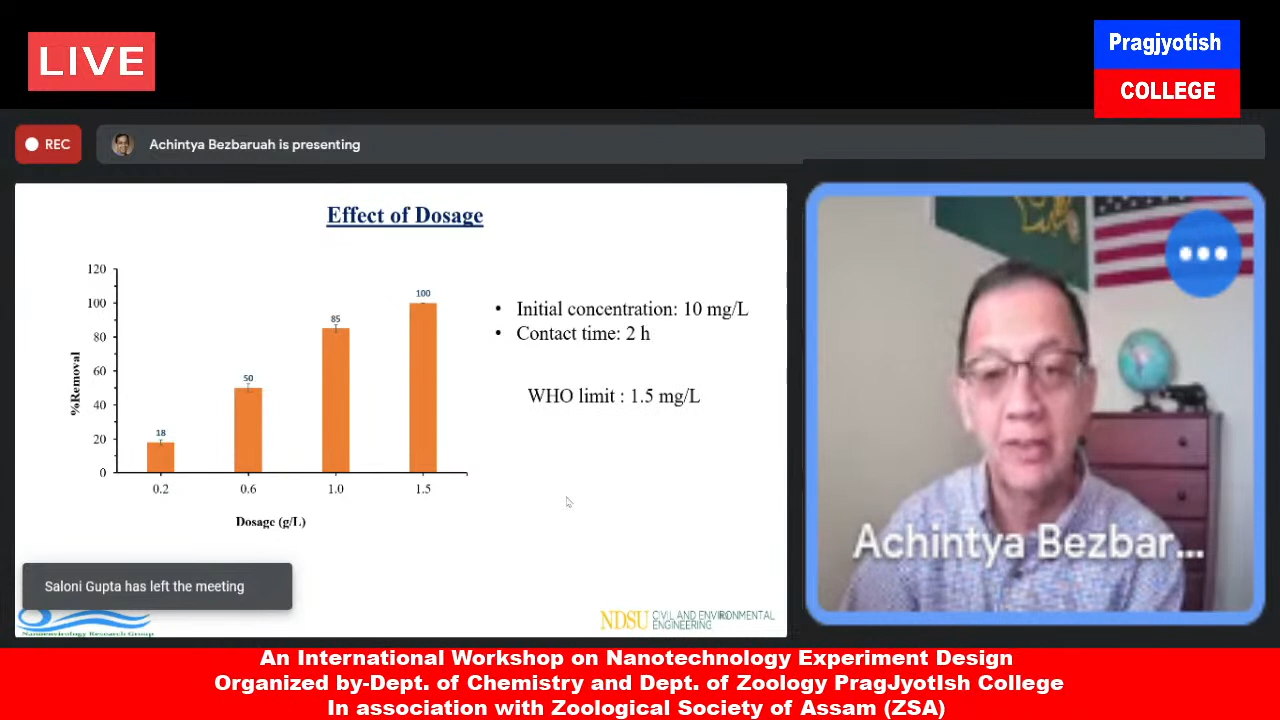 LIVE
Pragjyotish
COLLEGE
REC
Achintya Bezbaruah is presenting
Effect of Dosage
120
100
80
60
40
20
0
%Removal
18
50
85
100
0.2
0.6
1.0
1.5
Dosage (g/L)
• Initial concentration: 10 mg/L
• Contact time: 2 h
WHO limit : 1.5 mg/L
Achintya Bezbar...
Saloni Gupta has left the meeting
Nanoenvirology Research Group
NDSU CIVIL AND ENVIRONMENTAL
ENGINEERING
An International Workshop on Nanotechnology Experiment Design
Organized by-Dept. of Chemistry and Dept. of Zoology PragJyotIsh College
In association with Zoological Society of Assam (ZSA)